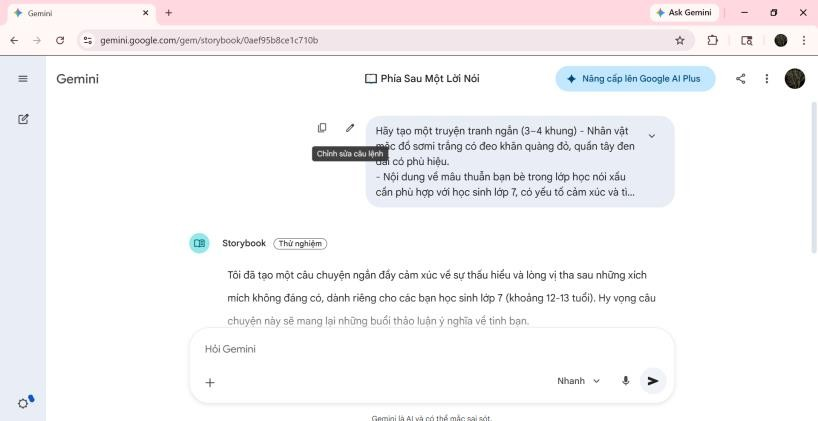 Gemini
Ask Gemini
gemini.google.com/gem/storybook/0aef95b8ce1c710b
Gemini
Phía Sau Một Lời Nói
Nâng cấp lên Google AI Plus
Hãy tạo một truyện tranh ngắn (3–4 khung) - Nhân vật
mặc đồ sơmi trắng có đeo khăn quàng đỏ, quần tây đen
Chỉnh sửa câu lệnh
dài có phù hiệu.
- Nội dung về mâu thuẫn bạn bè trong lớp học nói xấu
cần phù hợp với học sinh lớp 7, có yếu tố cảm xúc và tì...
Storybook
Thử nghiệm
Tôi đã tạo một câu chuyện ngắn đầy cảm xúc về sự thấu hiểu và lòng vị tha sau những xích
mích không đáng có, dành riêng cho các bạn học sinh lớp 7 (khoảng 12-13 tuổi). Hy vọng câu
chuyện này sẽ mang lại những buổi thảo luận ý nghĩa về tình bạn.
Hỏi Gemini
Nhanh
Gemini là AI và có thể mắc sai sót.